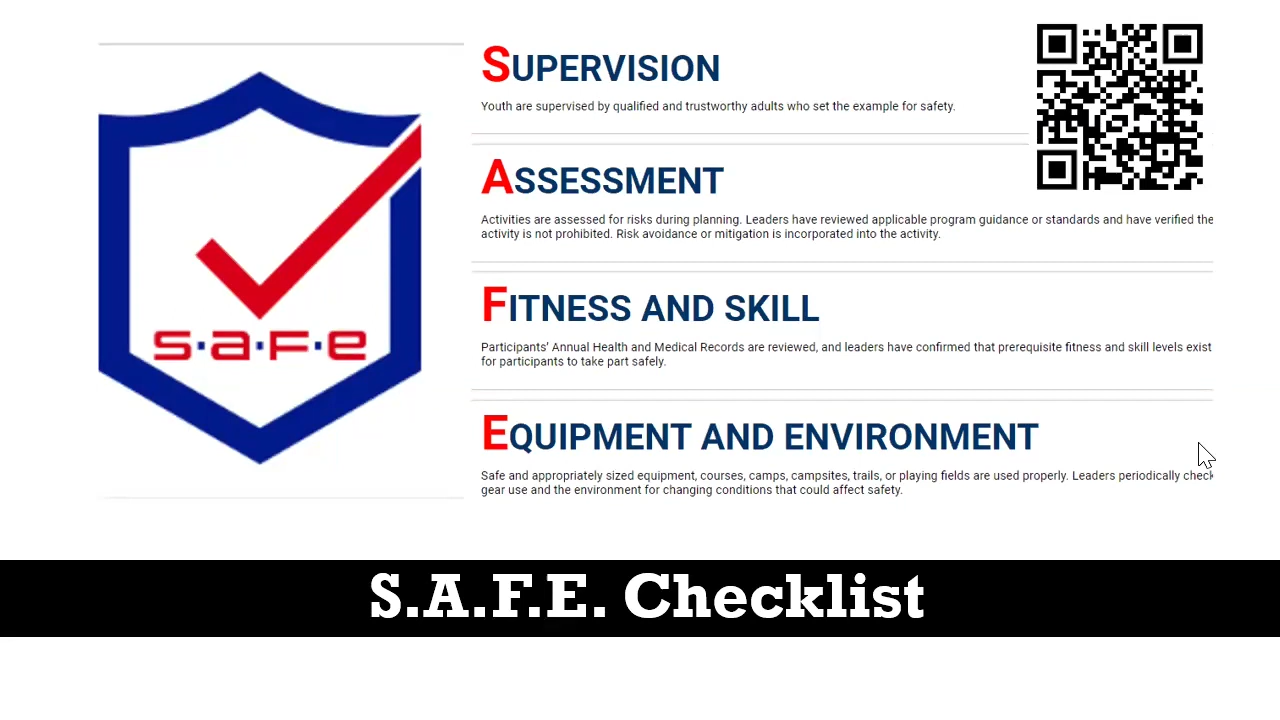 SUPERVISION
Youth are supervised by qualified and trustworthy adults who set the example for safety.
ASSESSMENT
Activities are assessed for risks during planning. Leaders have reviewed applicable program guidance or standards and have verified the
activity is not prohibited. Risk avoidance or mitigation is incorporated into the activity.
s·a·F·e
FITNESS AND SKILL
Participants’ Annual Health and Medical Records are reviewed, and leaders have confirmed that prerequisite fitness and skill levels exist
for participants to take part safely.
EQUIPMENT AND ENVIRONMENT
Safe and appropriately sized equipment, courses, camps, campsites, trails, or playing fields are used properly. Leaders periodically check
gear use and the environment for changing conditions that could affect safety.
S.A.F.E. Checklist